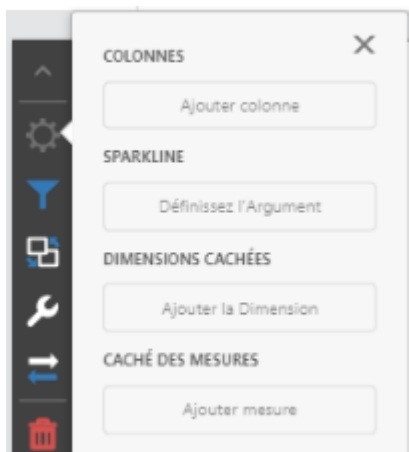 COLONNES
Ajouter colonne
SPARKLINE
Définissez l'Argument
DIMENSIONS CACHÉES
Ajouter la Dimension
CACHÉ DES MESURES
Ajouter mesure